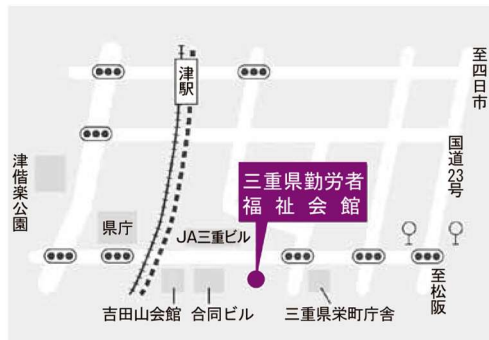 至四日市
津駅
国道23号
三重県勤労者
福祉会館
津偕楽公園
県庁
JA三重ビル
至松阪
吉田山会館
合同ビル
三重県栄町庁舎